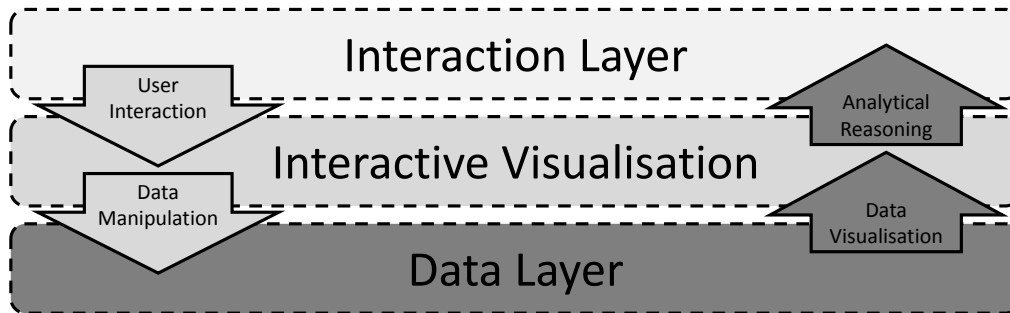 Interaction Layer
User
Interaction
Analytical
Reasoning
Interactive Visualisation
Data
Manipulation
Data
Visualisation
Data Layer